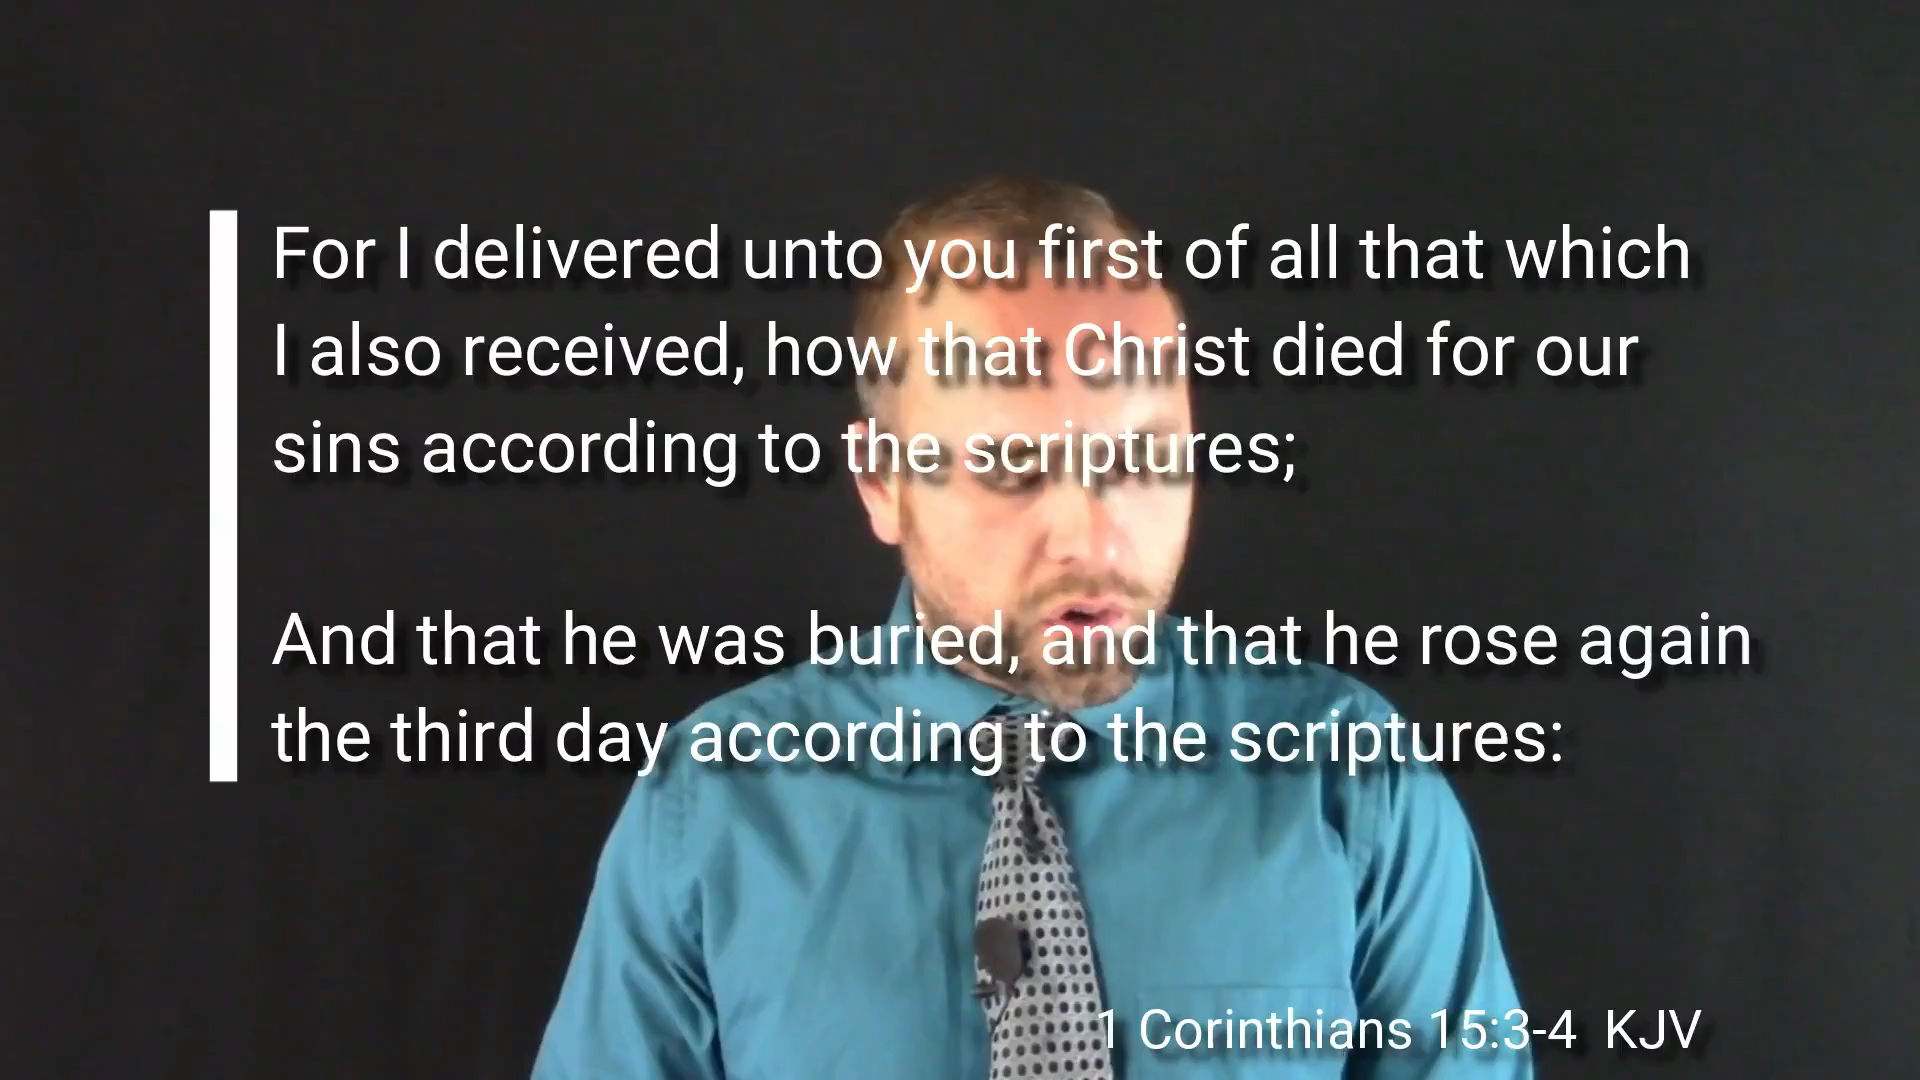 For I delivered unto you first of all that which
I also received, how that Christ died for our
sins according to the scriptures;
And that he was buried, and that he rose again
the third day according to the scriptures:
1 Corinthians 15:3-4 KJV